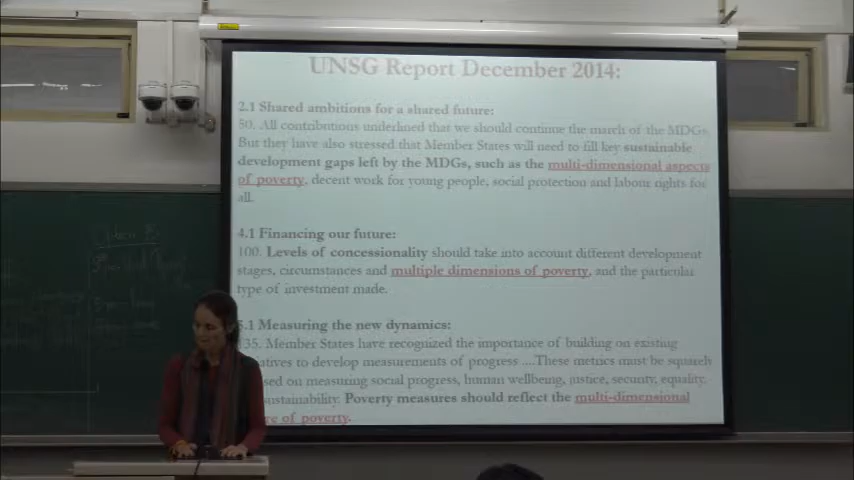 UNSG Report December 2014:
2.1 Shared ambitions for a shared future:
50. All contributions underlined that we should continue the march of the MDGs.
But they have also stressed that Member States will need to fill key sustainable
development gaps left by the MDGs, such as the multi-dimensional aspects
of poverty, decent work for young people, social protection and labour rights for
all.
4.1 Financing our future:
100. Levels of concessionality should take into account different development
stages, circumstances and multiple dimensions of poverty, and the particular
type of investment made.
5.1 Measuring the new dynamics:
135. Member States have recognized the importance of building on existing
iatives to develop measurements of progress ....These metrics must be squarely
sed on measuring social progress, human wellbeing, justice, security, equality,
sustainability. Poverty measures should reflect the multi-dimensional
re of poverty.